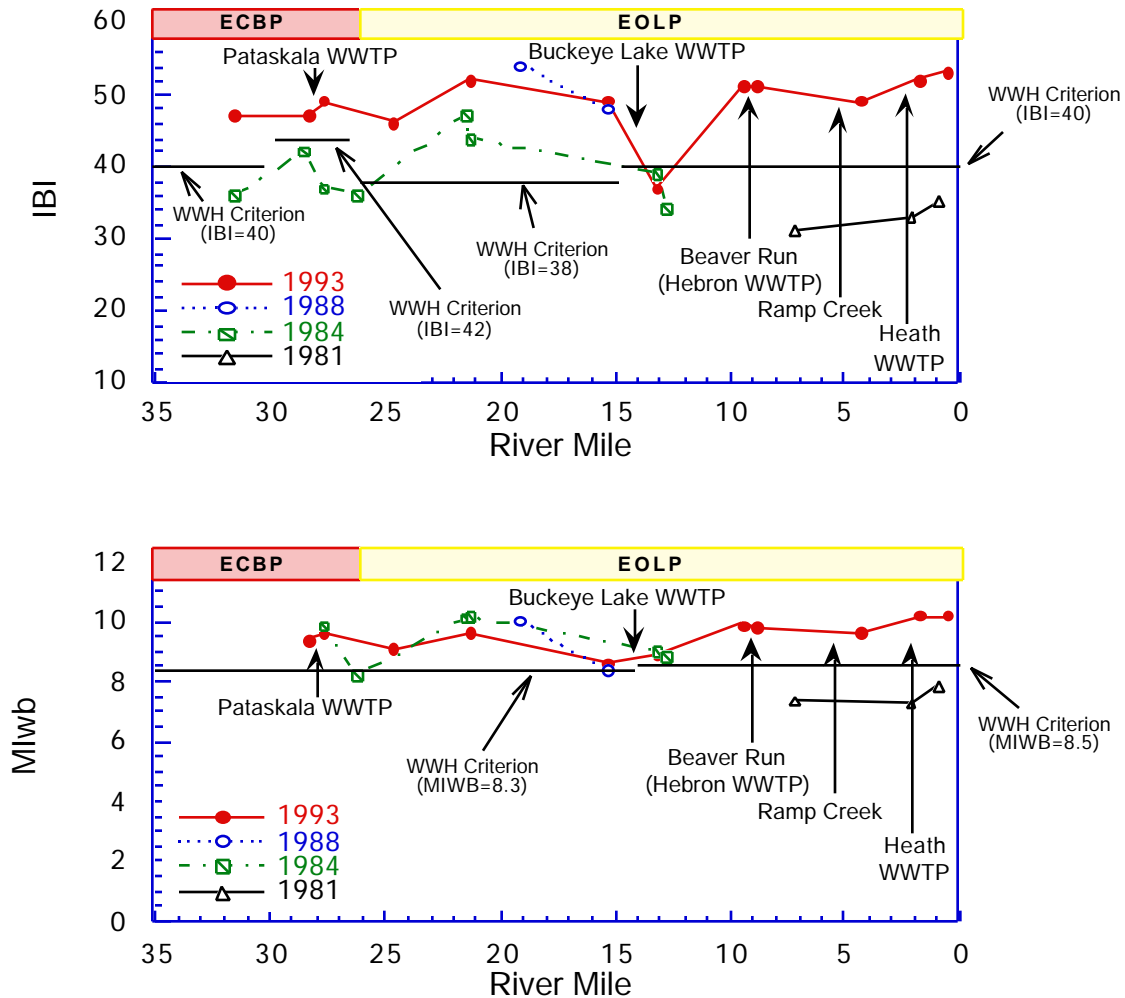 60
ECBP
EOLP
Pataskala WWTP
Buckeye Lake WWTP
50
WWH Criterion
(IBI=40)
40
IBI
WWH Criterion
(IBI=40)
WWH Criterion
(IBI=38)
30
Beaver Run
(Hebron WWTP)
1993
1988
1984
1981
WWH Criterion
(IBI=42)
Ramp Creek
20
Heath
WWTP
10
35
30
25
20
15
10
5
0
River Mile
12
ECBP
EOLP
Buckeye Lake WWTP
10
8
Pataskala WWTP
WWH Criterion
(MIWB=8.5)
MIwb
6
WWH Criterion
(MIWB=8.3)
Beaver Run
(Hebron WWTP)
4
1993
1988
1984
1981
Ramp Creek
Heath
WWTP
2
0
35
30
25
20
15
10
5
0
River Mile